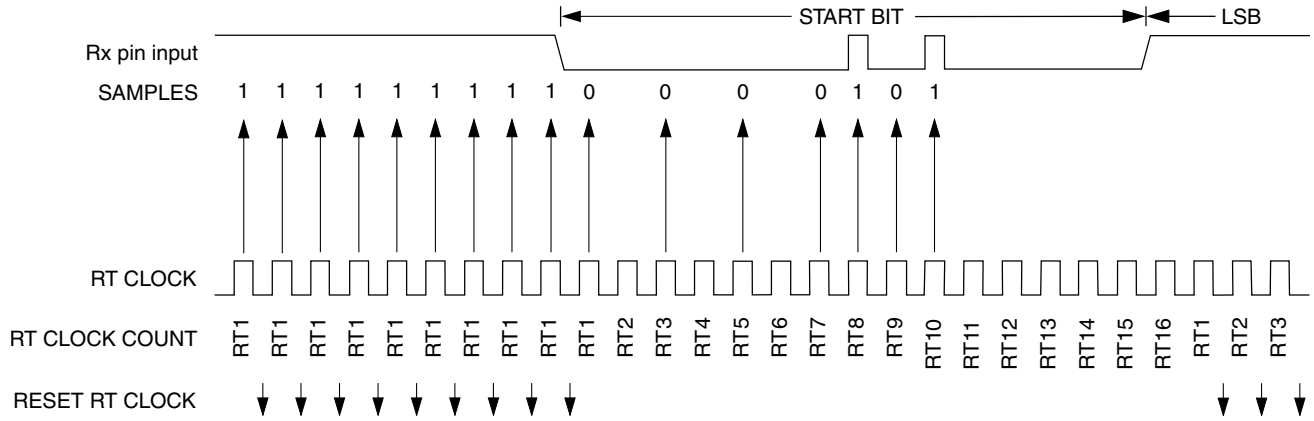 START BIT LSB
Rx pin input
SAMPLES 1 1 1 1 1 1 1 1 1 0 0 0 0 1 0 1
RT CLOCK
RT CLOCK COUNT RT1 RT1 RT1 RT1 RT1 RT1 RT1 RT1 RT1 RT1 RT2 RT3 RT4 RT5 RT6 RT7 RT8 RT9 RT10 RT11 RT12 RT13 RT14 RT15 RT16 RT1 RT2 RT3
RESET RT CLOCK